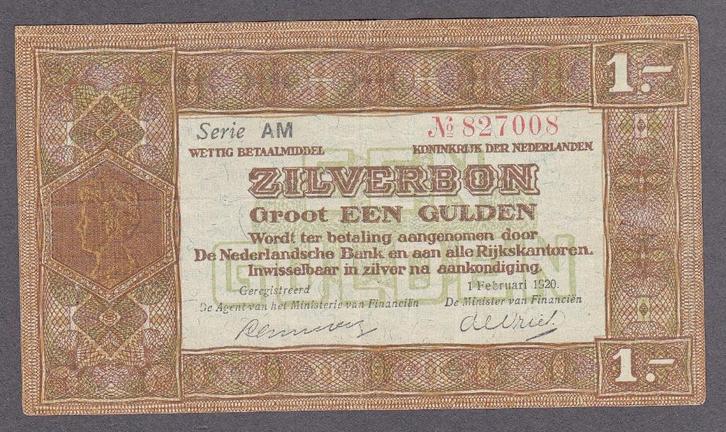 1.-
Serie AM № 827008
WETTIG BETAALMIDDEL KONINKRIJK DER NEDERLANDEN
ZILVERBON
Groot EEN GULDEN
Wordt ter betaling aangenomen door
De Nederlandsche Bank en aan alle Rijkskantoren.
Inwisselbaar in zilver na aankondiging.
Geregistreerd 1 Februari 1920.
De Agent van het Ministerie van Financiën De Minister van Financiën
de Vries
1.-